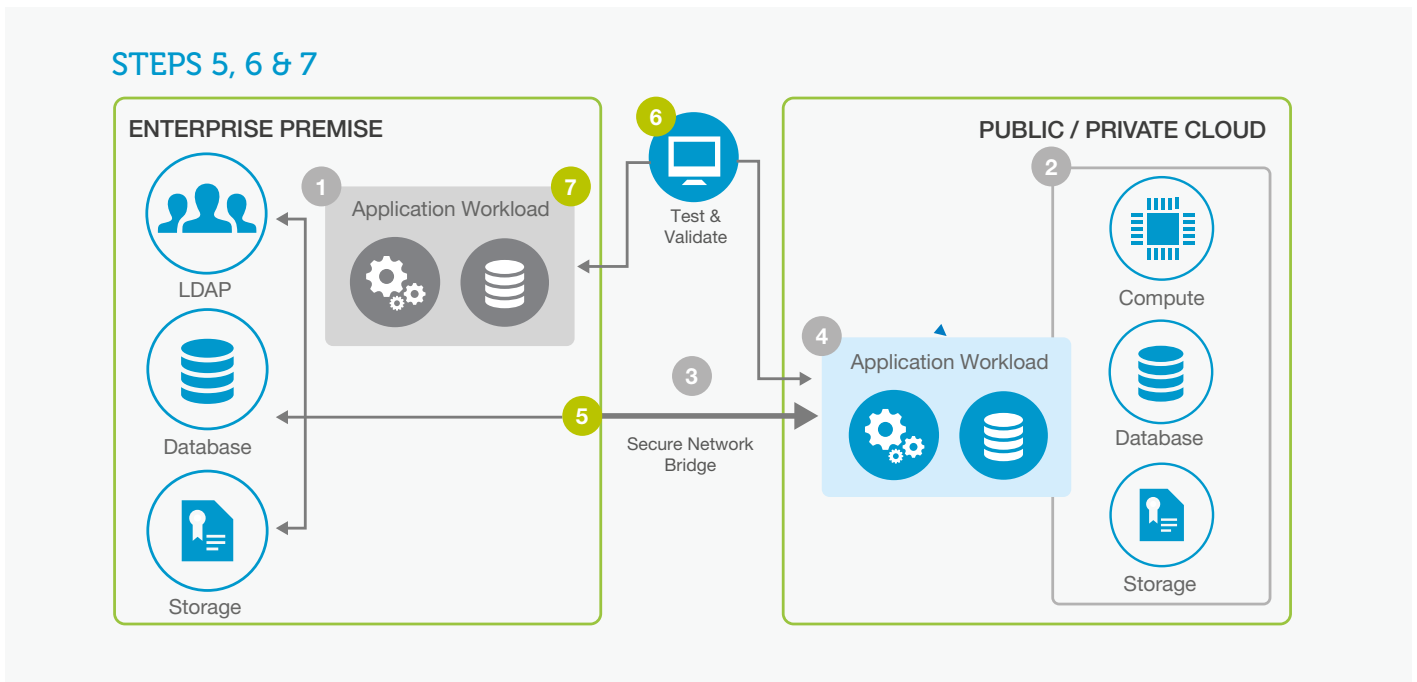 STEPS 5, 6 & 7
ENTERPRISE PREMISE
LDAP
Database
Storage
1
7
Application Workload
6
Test &
Validate
3
5
Secure Network
Bridge
PUBLIC / PRIVATE CLOUD
2
4
Application Workload
Compute
Database
Storage